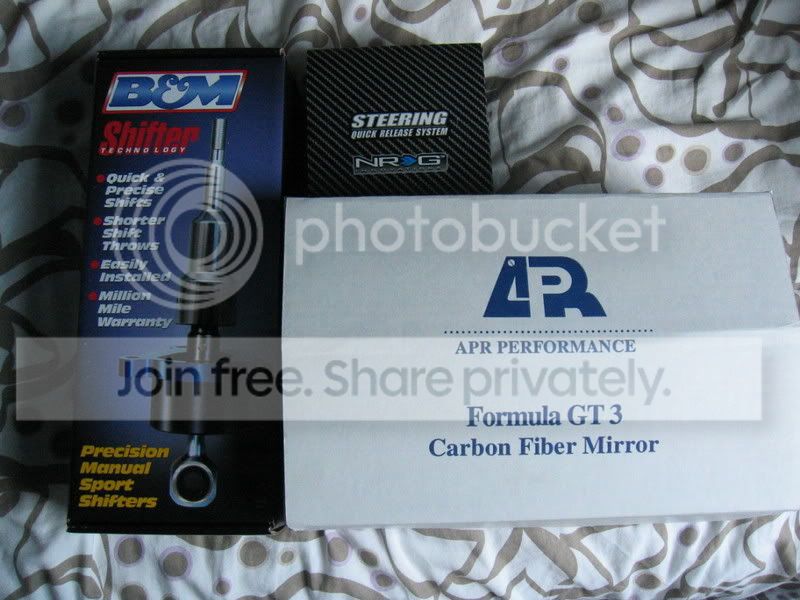 B&M
Shifter
TECHNOLOGY
Quick &
Precise
Shifts
Shorter
Shift
Throws
Easily
Installed
Million
Mile
Warranty
Precision
Manual
Sport
Shifters
STEERING
QUICK RELEASE SYSTEM
NRG
APR
APR PERFORMANCE
Formula GT 3
Carbon Fiber Mirror
photobucket
Join free. Share privately.